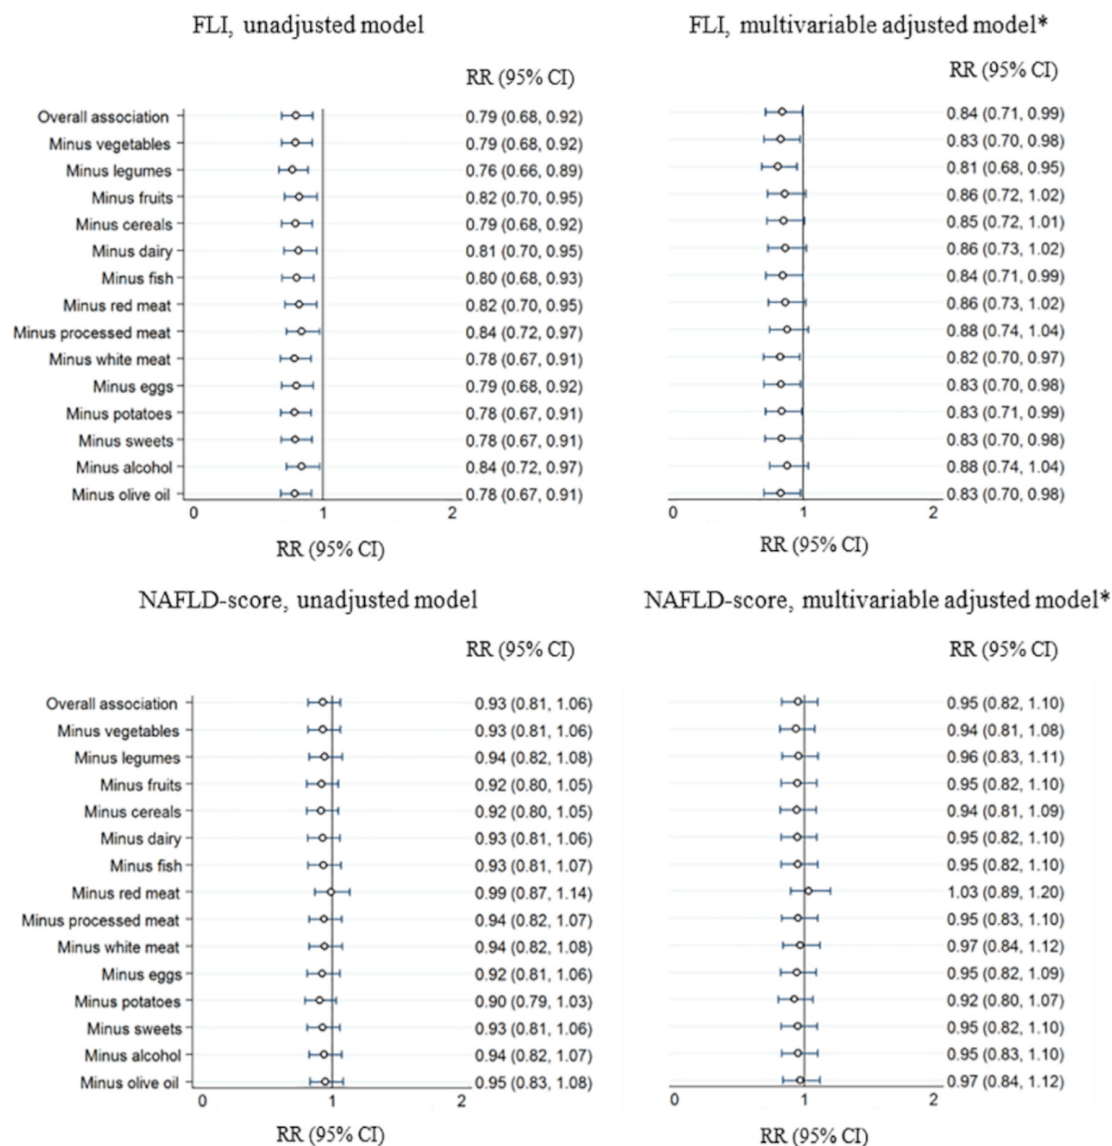 FLI, unadjusted model
RR (95% CI)
Overall association 0.79 (0.68, 0.92)
Minus vegetables 0.79 (0.68, 0.92)
Minus legumes 0.76 (0.66, 0.89)
Minus fruits 0.82 (0.70, 0.95)
Minus cereals 0.79 (0.68, 0.92)
Minus dairy 0.81 (0.70, 0.95)
Minus fish 0.80 (0.68, 0.93)
Minus red meat 0.82 (0.70, 0.95)
Minus processed meat 0.84 (0.72, 0.97)
Minus white meat 0.78 (0.67, 0.91)
Minus eggs 0.79 (0.68, 0.92)
Minus potatoes 0.78 (0.67, 0.91)
Minus sweets 0.78 (0.67, 0.91)
Minus alcohol 0.84 (0.72, 0.97)
Minus olive oil 0.78 (0.67, 0.91)
0 1 2
RR (95% CI)
FLI, multivariable adjusted model*
RR (95% CI)
0.84 (0.71, 0.99)
0.83 (0.70, 0.98)
0.81 (0.68, 0.95)
0.86 (0.72, 1.02)
0.85 (0.72, 1.01)
0.86 (0.73, 1.02)
0.84 (0.71, 0.99)
0.86 (0.73, 1.02)
0.88 (0.74, 1.04)
0.82 (0.70, 0.97)
0.83 (0.70, 0.98)
0.83 (0.71, 0.99)
0.83 (0.70, 0.98)
0.88 (0.74, 1.04)
0.83 (0.70, 0.98)
0 1 2
RR (95% CI)
NAFLD-score, unadjusted model
RR (95% CI)
Overall association 0.93 (0.81, 1.06)
Minus vegetables 0.93 (0.81, 1.06)
Minus legumes 0.94 (0.82, 1.08)
Minus fruits 0.92 (0.80, 1.05)
Minus cereals 0.92 (0.80, 1.05)
Minus dairy 0.93 (0.81, 1.06)
Minus fish 0.93 (0.81, 1.07)
Minus red meat 0.99 (0.87, 1.14)
Minus processed meat 0.94 (0.82, 1.07)
Minus white meat 0.94 (0.82, 1.08)
Minus eggs 0.92 (0.81, 1.06)
Minus potatoes 0.90 (0.79, 1.03)
Minus sweets 0.93 (0.81, 1.06)
Minus alcohol 0.94 (0.82, 1.07)
Minus olive oil 0.95 (0.83, 1.08)
0 1 2
RR (95% CI)
NAFLD-score, multivariable adjusted model*
RR (95% CI)
0.95 (0.82, 1.10)
0.94 (0.81, 1.08)
0.96 (0.83, 1.11)
0.95 (0.82, 1.10)
0.94 (0.81, 1.09)
0.95 (0.82, 1.10)
0.95 (0.82, 1.10)
1.03 (0.89, 1.20)
0.95 (0.83, 1.10)
0.97 (0.84, 1.12)
0.95 (0.82, 1.09)
0.92 (0.80, 1.07)
0.95 (0.82, 1.10)
0.95 (0.83, 1.10)
0.97 (0.84, 1.12)
0 1 2
RR (95% CI)